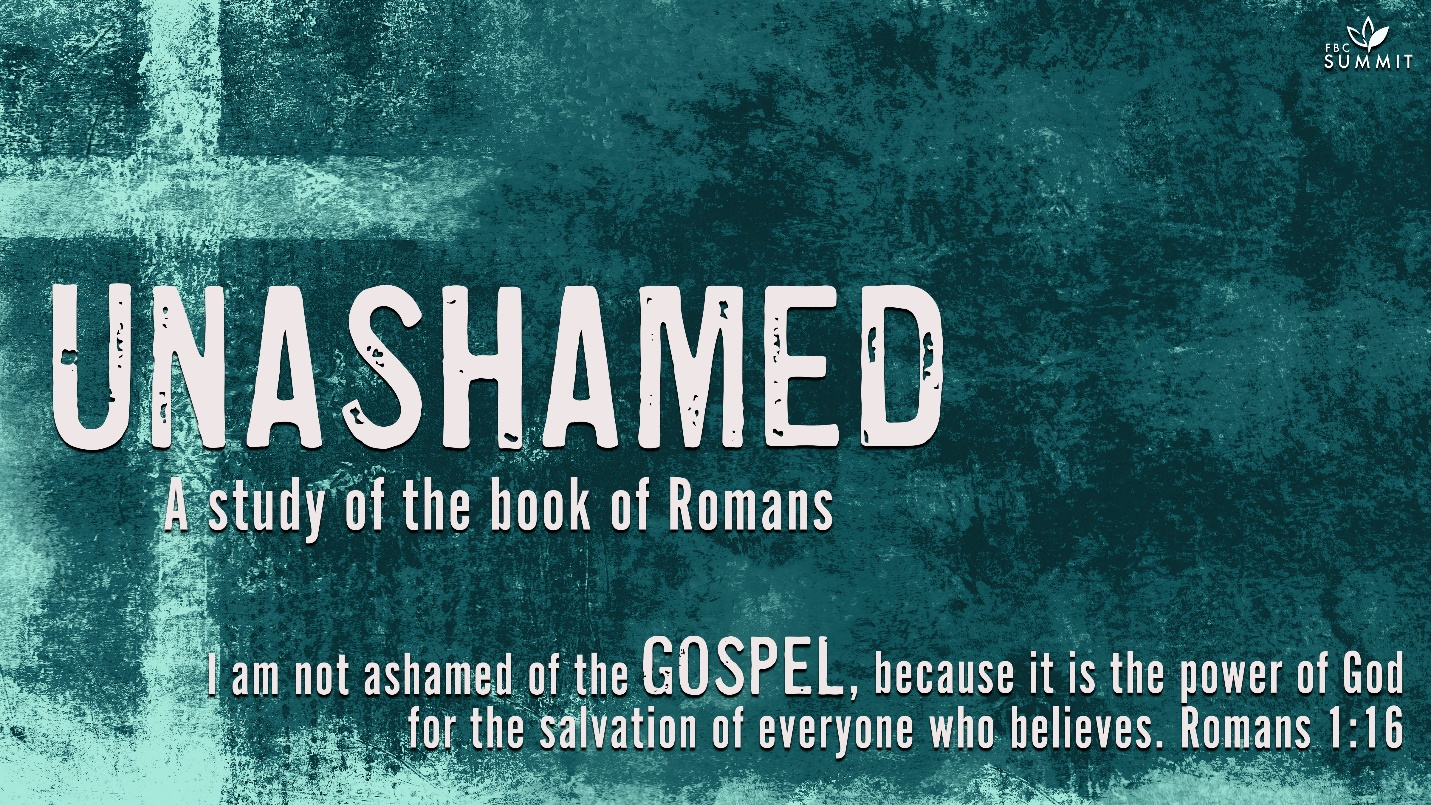 FBC
SUMMIT
UNASHAMED
A study of the book of Romans
I am not ashamed of the GOSPEL, because it is the power of God
for the salvation of everyone who believes. Romans 1:16